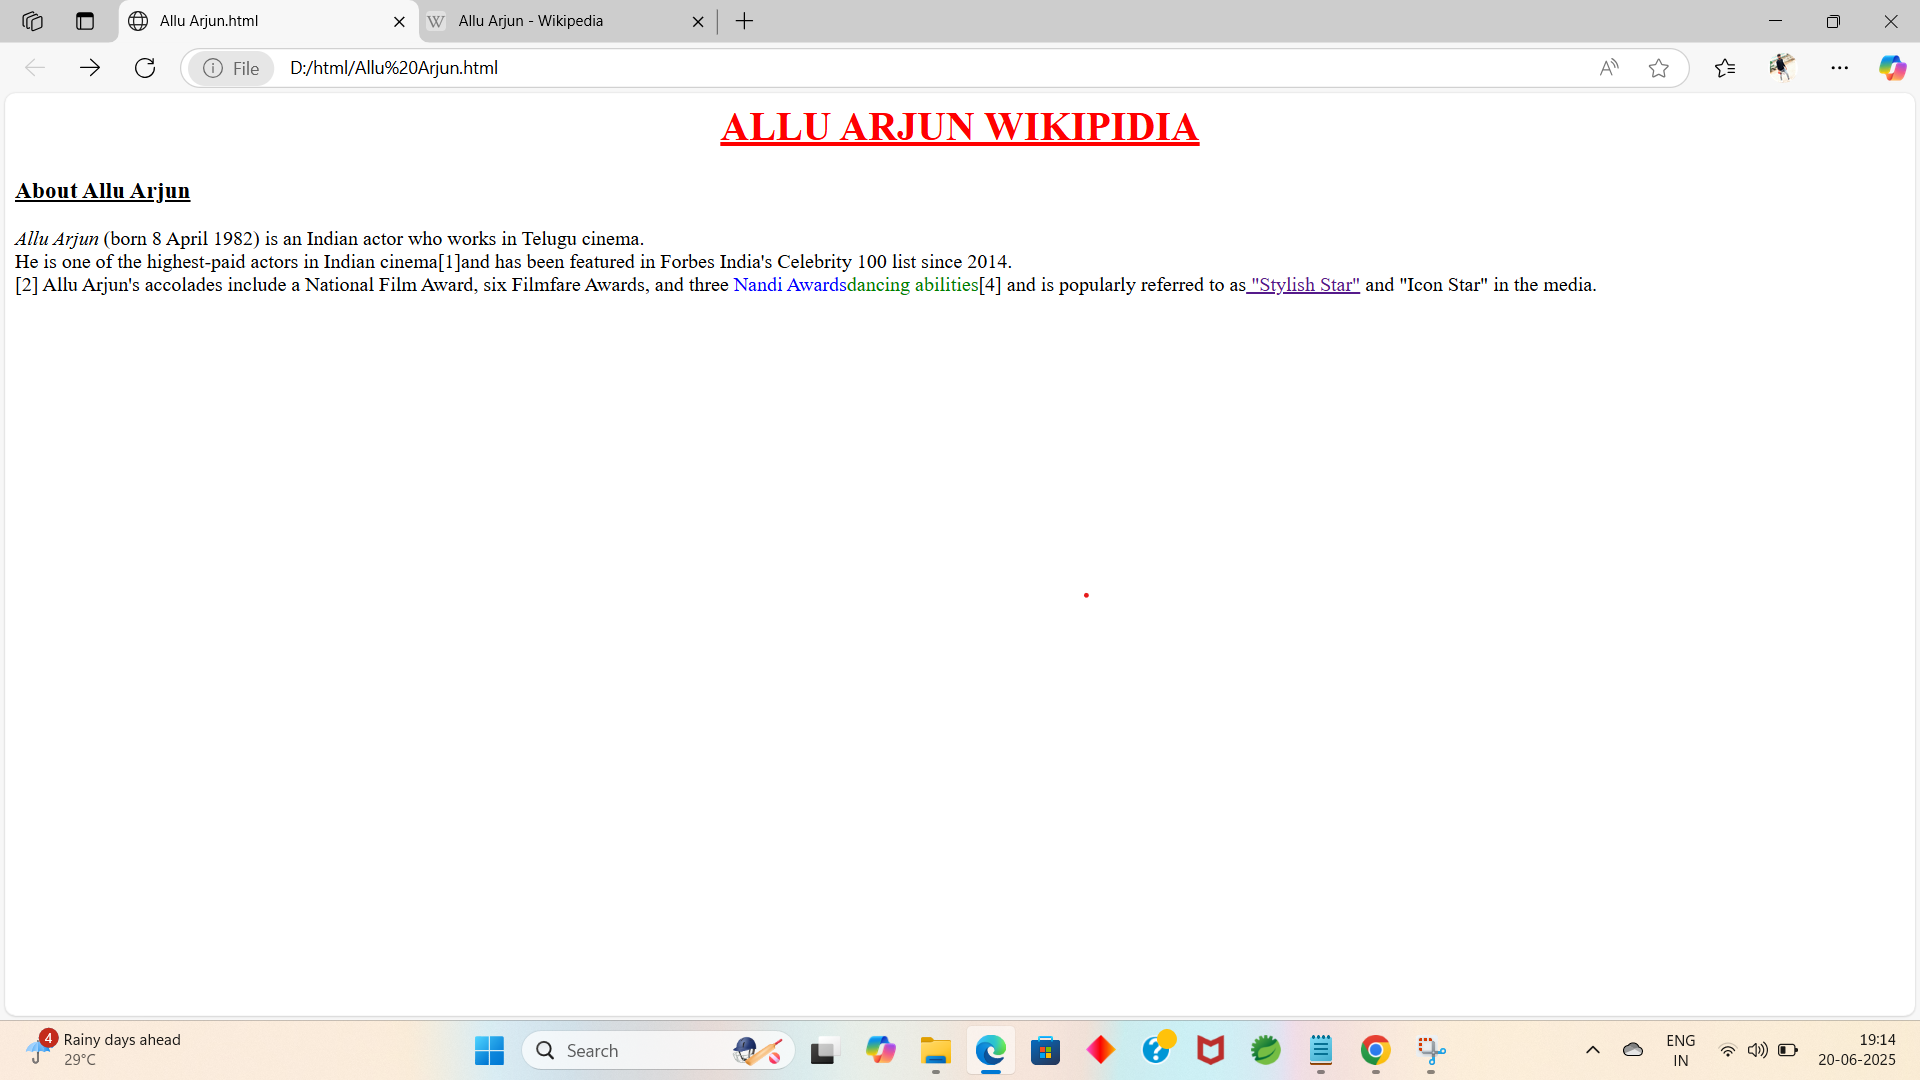 Allu Arjun.html
Allu Arjun - Wikipedia
File
D:/html/Allu%20Arjun.html
ALLU ARJUN WIKIPIDIA
About Allu Arjun
Allu Arjun (born 8 April 1982) is an Indian actor who works in Telugu cinema.
He is one of the highest-paid actors in Indian cinema[1]and has been featured in Forbes India's Celebrity 100 list since 2014.
[2] Allu Arjun's accolades include a National Film Award, six Filmfare Awards, and three Nandi Awardsdancing abilities[4] and is popularly referred to as "Stylish Star" and "Icon Star" in the media.
4
Rainy days ahead
29°C
Search
ENG
IN
19:14
20-06-2025